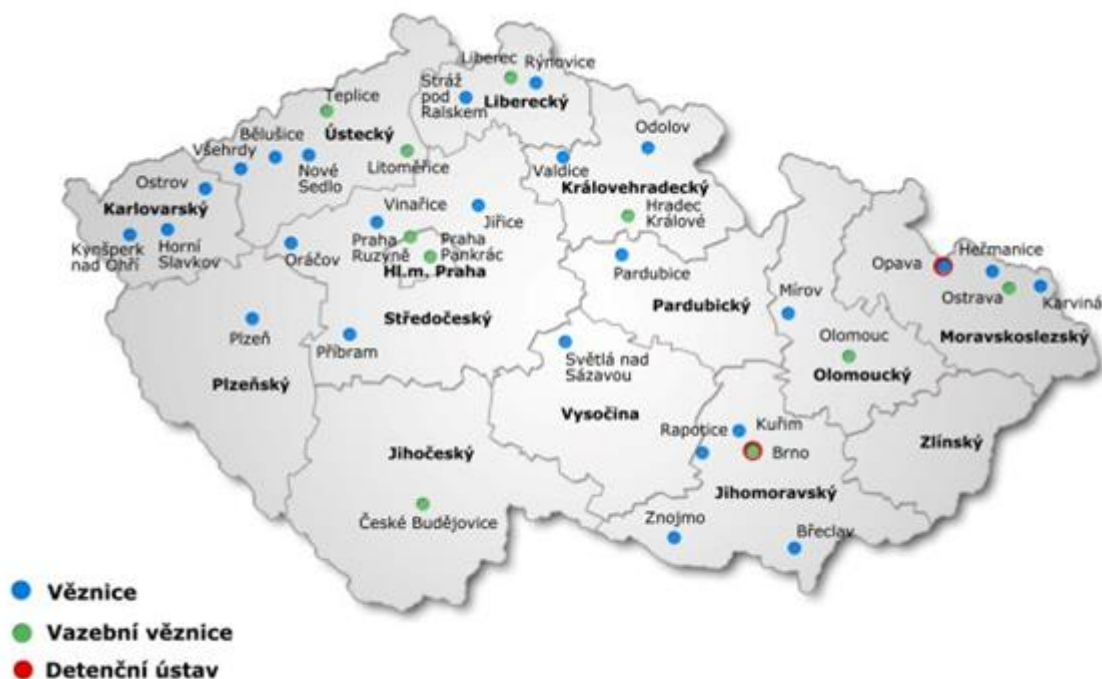 Liberec
Rýnovice
Stráž
pod
Ralskem
Liberecký
Teplice
Ústecký
Bělušice
Všehrdy
Nové
Sedlo
Litoměřice
Odolov
Valdice
Královehradecký
Hradec
Králové
Ostrov
Karlovarský
Kynšperk
nad Ohří
Horní
Slavkov
Vinařice
Jiřice
Oráčov
Praha
Ruzyně
Praha
Pankrác
Hl.m. Praha
Středočeský
Pardubice
Pardubický
Opava
Heřmanice
Ostrava
Karviná
Moravskoslezský
Mírov
Olomouc
Olomoucký
Plzeň
Příbram
Plzeňský
Světlá nad
Sázavou
Vysočina
Rapotice
Kuřim
Brno
Zlínský
Jihočeský
Jihomoravský
České Budějovice
Znojmo
Břeclav
Věznice
Vazební věznice
Detenční ústav